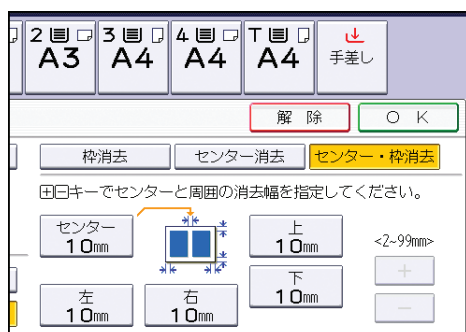 2 3 4 T
A3 A4 A4 A4 手差し
解 除 O K
枠消去 センター消去 センター・枠消去
+-キーでセンターと周囲の消去幅を指定してください。
センター 上
10mm 10mm <2~99mm>
+
下
左 右 10mm
10mm 10mm -